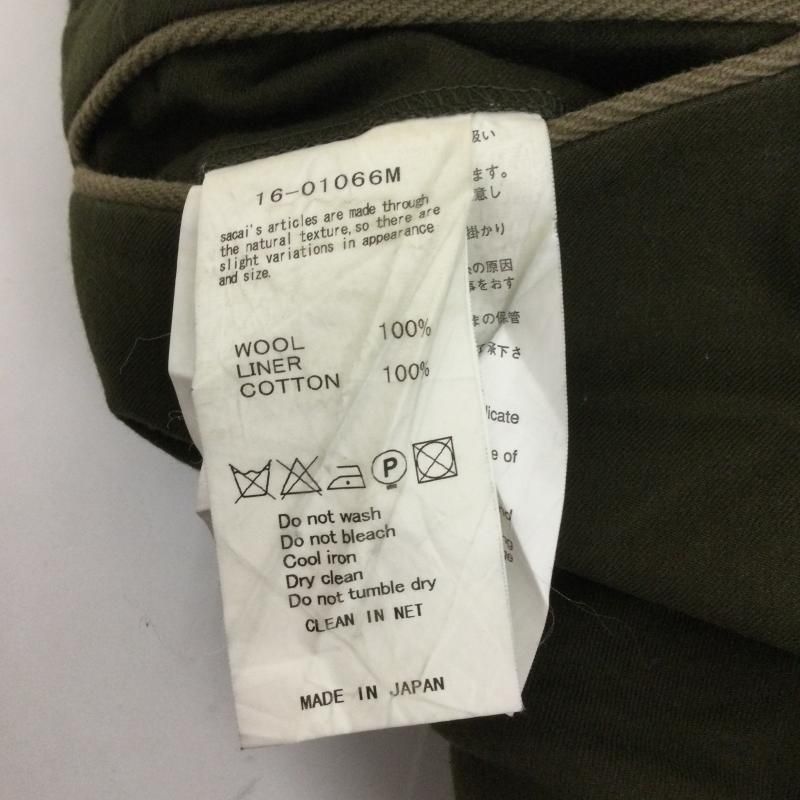 16-01066M
sacai's articles are made through
the natural texture, so there are
slight variations in appearance
and size.
WOOL 100%
LINER
COTTON 100%
P
Do not wash
Do not bleach
Cool iron
Dry clean
Do not tumble dry
CLEAN IN NET
MADE IN JAPAN
扱い
ます。
意し
掛かり
の原因
をおす
まの保管
下さ
licate
e of